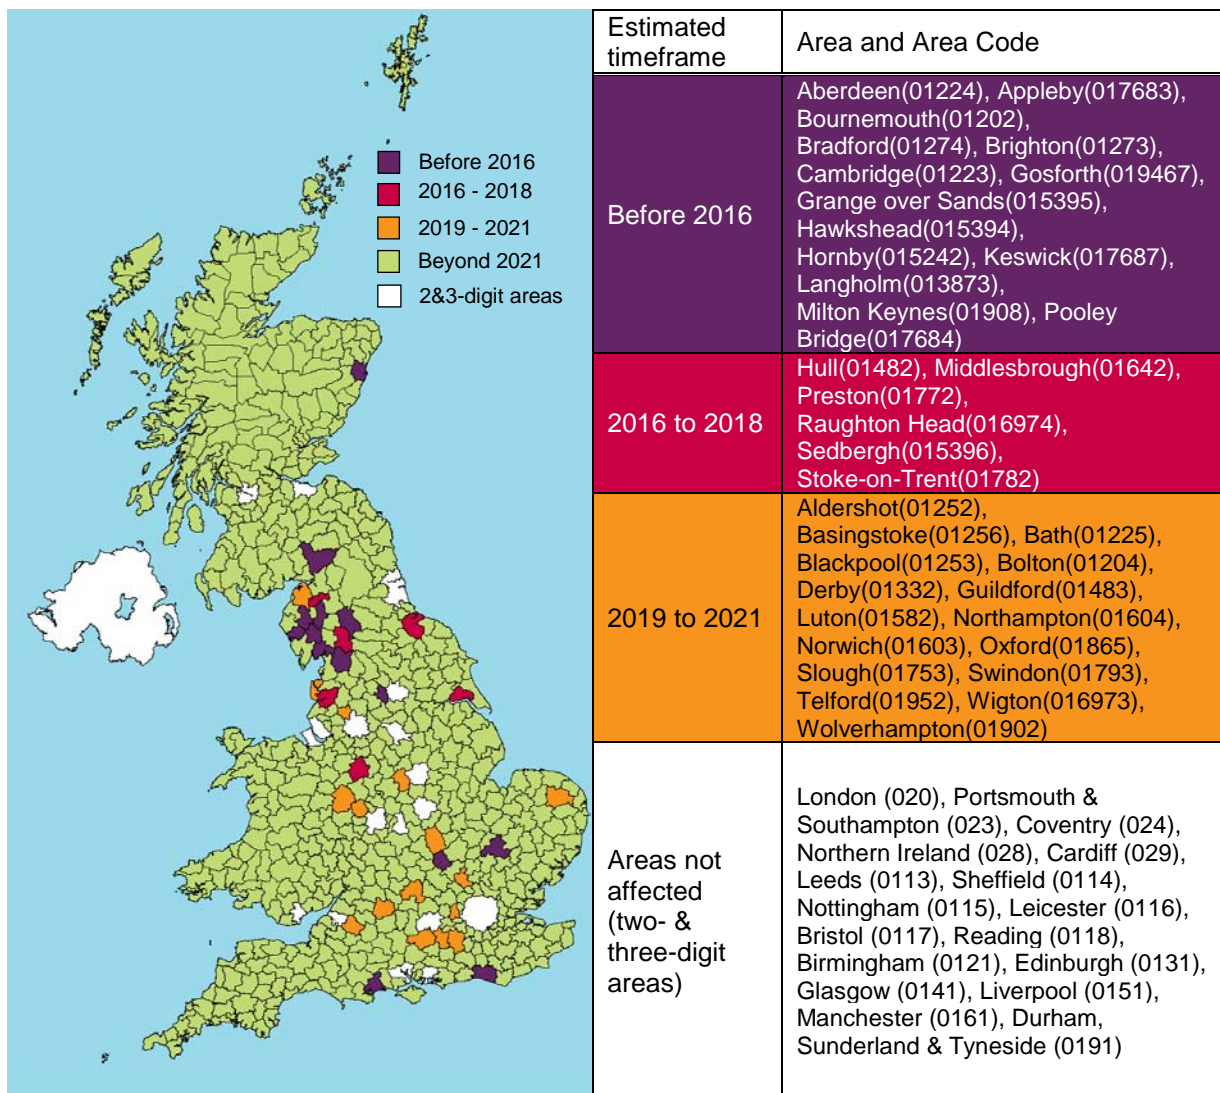 Before 2016
2016 - 2018
2019 - 2021
Beyond 2021
2&3-digit areas
Estimated
timeframe
Area and Area Code
Before 2016
Aberdeen(01224), Appleby(017683),
Bournemouth(01202),
Bradford(01274), Brighton(01273),
Cambridge(01223), Gosforth(019467),
Grange over Sands(015395),
Hawkshead(015394),
Hornby(015242), Keswick(017687),
Langholm(013873),
Milton Keynes(01908), Pooley
Bridge(017684)
2016 to 2018
Hull(01482), Middlesbrough(01642),
Preston(01772),
Raughton Head(016974),
Sedbergh(015396),
Stoke-on-Trent(01782)
2019 to 2021
Aldershot(01252),
Basingstoke(01256), Bath(01225),
Blackpool(01253), Bolton(01204),
Derby(01332), Guildford(01483),
Luton(01582), Northampton(01604),
Norwich(01603), Oxford(01865),
Slough(01753), Swindon(01793),
Telford(01952), Wigton(016973),
Wolverhampton(01902)
Areas not
affected
(two- &
three-digit
areas)
London (020), Portsmouth &
Southampton (023), Coventry (024),
Northern Ireland (028), Cardiff (029),
Leeds (0113), Sheffield (0114),
Nottingham (0115), Leicester (0116),
Bristol (0117), Reading (0118),
Birmingham (0121), Edinburgh (0131),
Glasgow (0141), Liverpool (0151),
Manchester (0161), Durham,
Sunderland & Tyneside (0191)